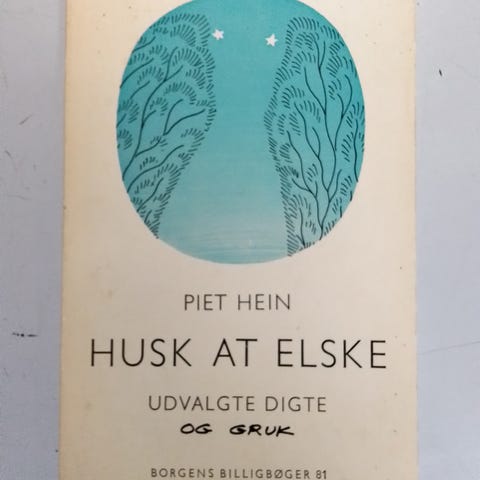 PIET HEIN
HUSK AT ELSKE
UDVALGTE DIGTE
OG GRUK
BORGENS BILLIGBØGER 81